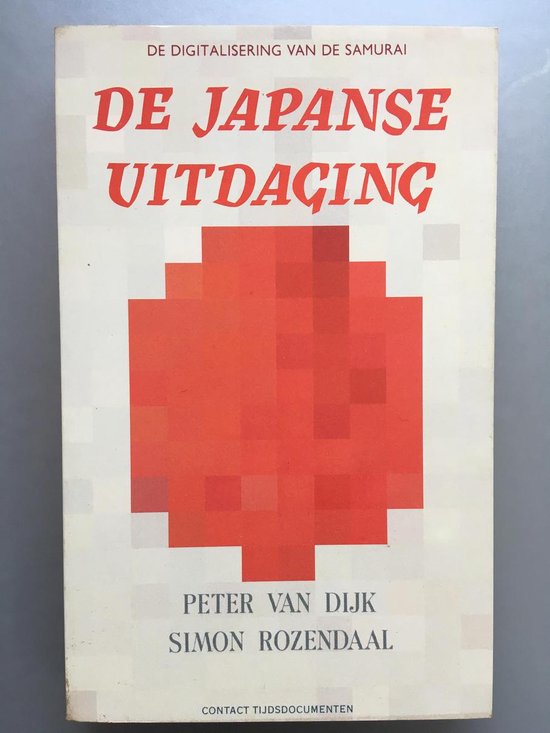 DE DIGITALISERING VAN DE SAMURAI
DE JAPANSE
UITDAGING
PETER VAN DIJK
SIMON ROZENDAAL
CONTACT TIJDSDOCUMENTEN